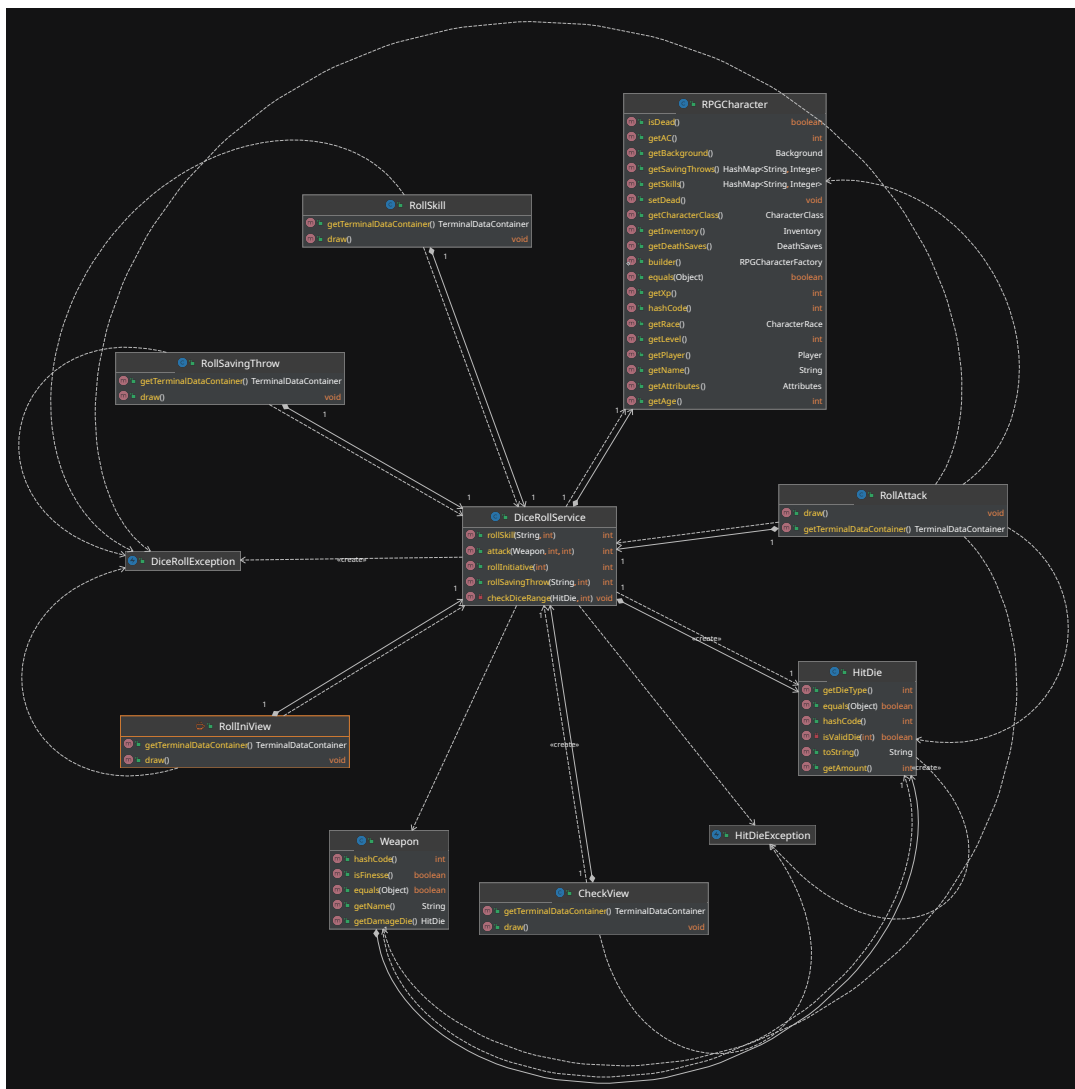 RPGCharacter
isDead() boolean
getAC() int
getBackground() Background
getSavingThrows() HashMap<String, Integer>
getSkills() HashMap<String, Integer>
setDead() void
getCharacterClass() CharacterClass
getInventory() Inventory
getDeathSaves() DeathSaves
builder() RPGCharacterFactory
equals(Object) boolean
getXp() int
hashCode() int
getRace() CharacterRace
getLevel() int
getPlayer() Player
getName() String
getAttributes() Attributes
getAge() int
1
1
RollSkill
getTerminalDataContainer() TerminalDataContainer
draw() void
1
1
RollSavingThrow
getTerminalDataContainer() TerminalDataContainer
draw() void
1
1
RollAttack
draw() void
getTerminalDataContainer() TerminalDataContainer
1
1
DiceRollService
rollSkill(String, int) int
attack(Weapon, int, int) int
rollInitiative(int) int
rollSavingThrow(String, int) int
checkDiceRange(HitDie, int) void
DiceRollException
«create»
1
1
1
«create»
1
HitDie
getDieType() int
equals(Object) boolean
hashCode() int
isValidDie(int) boolean
toString() String
getAmount() int
«create»
1
RollIniView
getTerminalDataContainer() TerminalDataContainer
draw() void
1
«create»
HitDieException
Weapon
hashCode() int
isFinesse() boolean
equals(Object) boolean
getName() String
getDamageDie() HitDie
1
1
CheckView
getTerminalDataContainer() TerminalDataContainer
draw() void